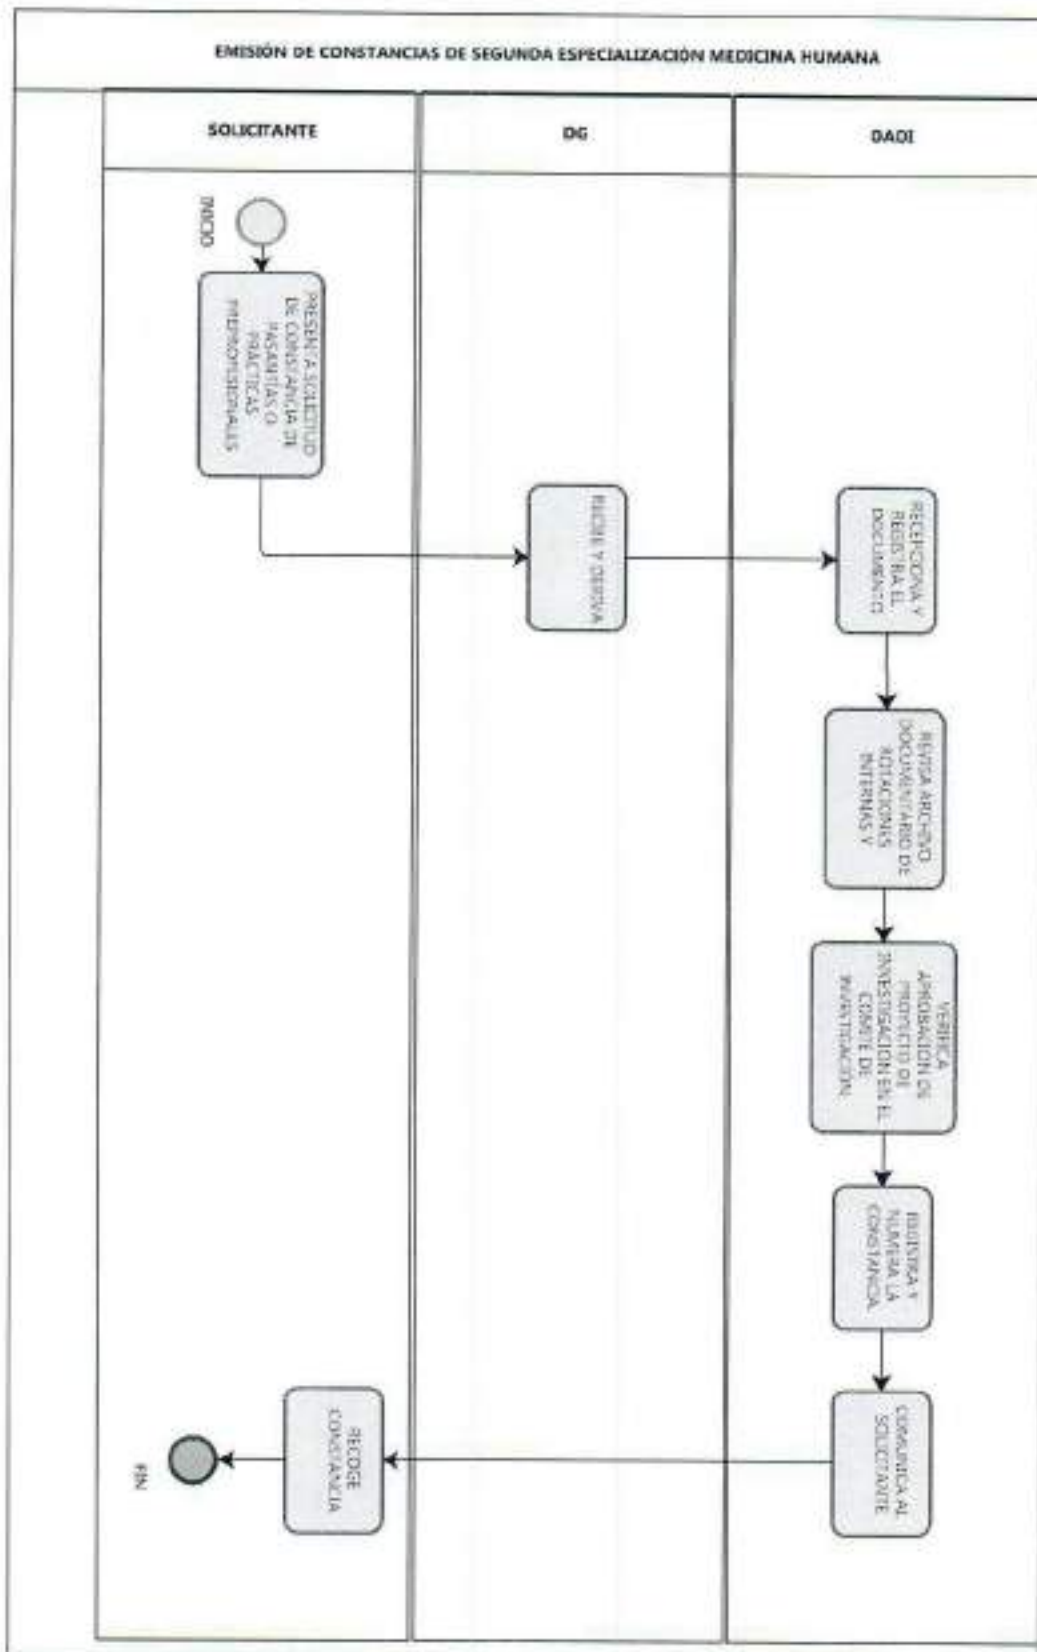 EMISIÓN DE CONSTANCIAS DE SEGUNDA ESPECIALIZACIÓN MEDICINA HUMANA
SOLICITANTE
DG
DADI
INICIO
PRESENTA SOLICITUD
DE CONSTANCIA DE
PASANTÍAS O
PRÁCTICAS
PREPROFESIONALES
RECIBE Y DERIVA
RECEPCIONA Y
REGISTRA EL
DOCUMENTO
REVISA ARCHIVO
DOCUMENTARIO DE
ROTACIONES
INTERNAS Y
VERIFICA
APROBACIÓN DE
PROYECTO DE
INVESTIGACIÓN EN EL
COMITÉ DE
INVESTIGACIÓN
REGISTRA Y
NUMERA LA
CONSTANCIA
COMUNICA AL
SOLICITANTE
RECOGE
CONSTANCIA
FIN